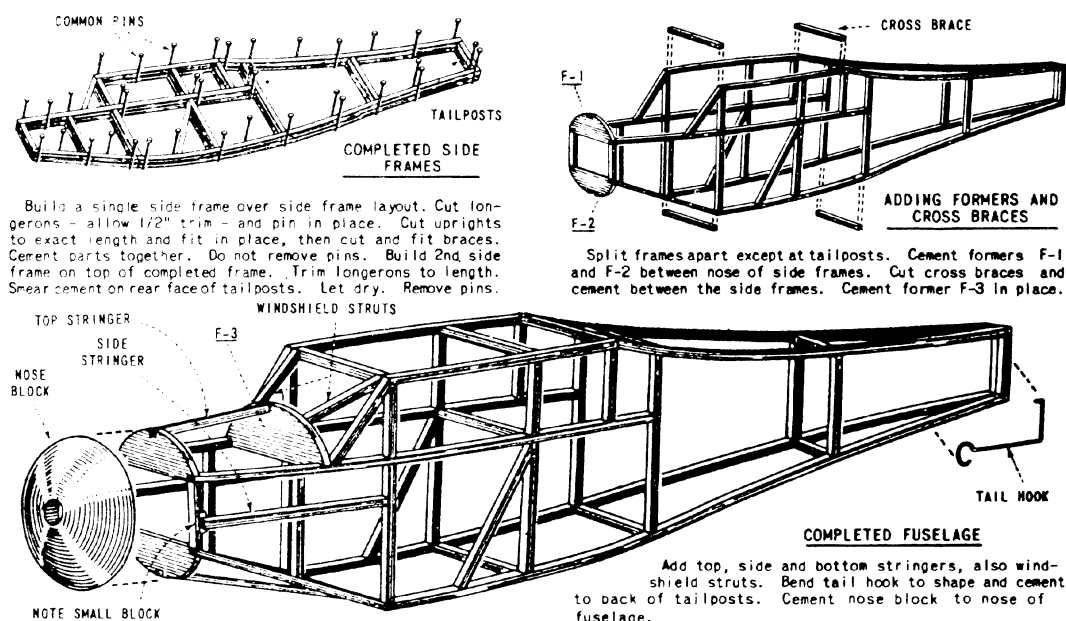 COMMON PINS
TAILPOSTS
COMPLETED SIDE
FRAMES
Build a single side frame over side frame layout. Cut lon-
gerons - allow 1/2" trim - and pin in place. Cut uprights
to exact length and fit in place, then cut and fit braces.
Cement parts together. Do not remove pins. Build 2nd side
frame on top of completed frame. Trim longerons to length.
Smear cement on rear face of tailposts. Let dry. Remove pins.
CROSS BRACE
F-1
F-2
ADDING FORMERS AND
CROSS BRACES
Split frames apart except at tailposts. Cement formers F-1
and F-2 between nose of side frames. Cut cross braces and
cement between the side frames. Cement former F-3 in place.
WINDSHIELD STRUTS
TOP STRINGER
F-3
SIDE
STRINGER
NOSE
BLOCK
NOTE SMALL BLOCK
TAIL HOOK
COMPLETED FUSELAGE
Add top, side and bottom stringers, also wind-
shield struts. Bend tail hook to shape and cement
to back of tailposts. Cement nose block to nose of
fuselage.